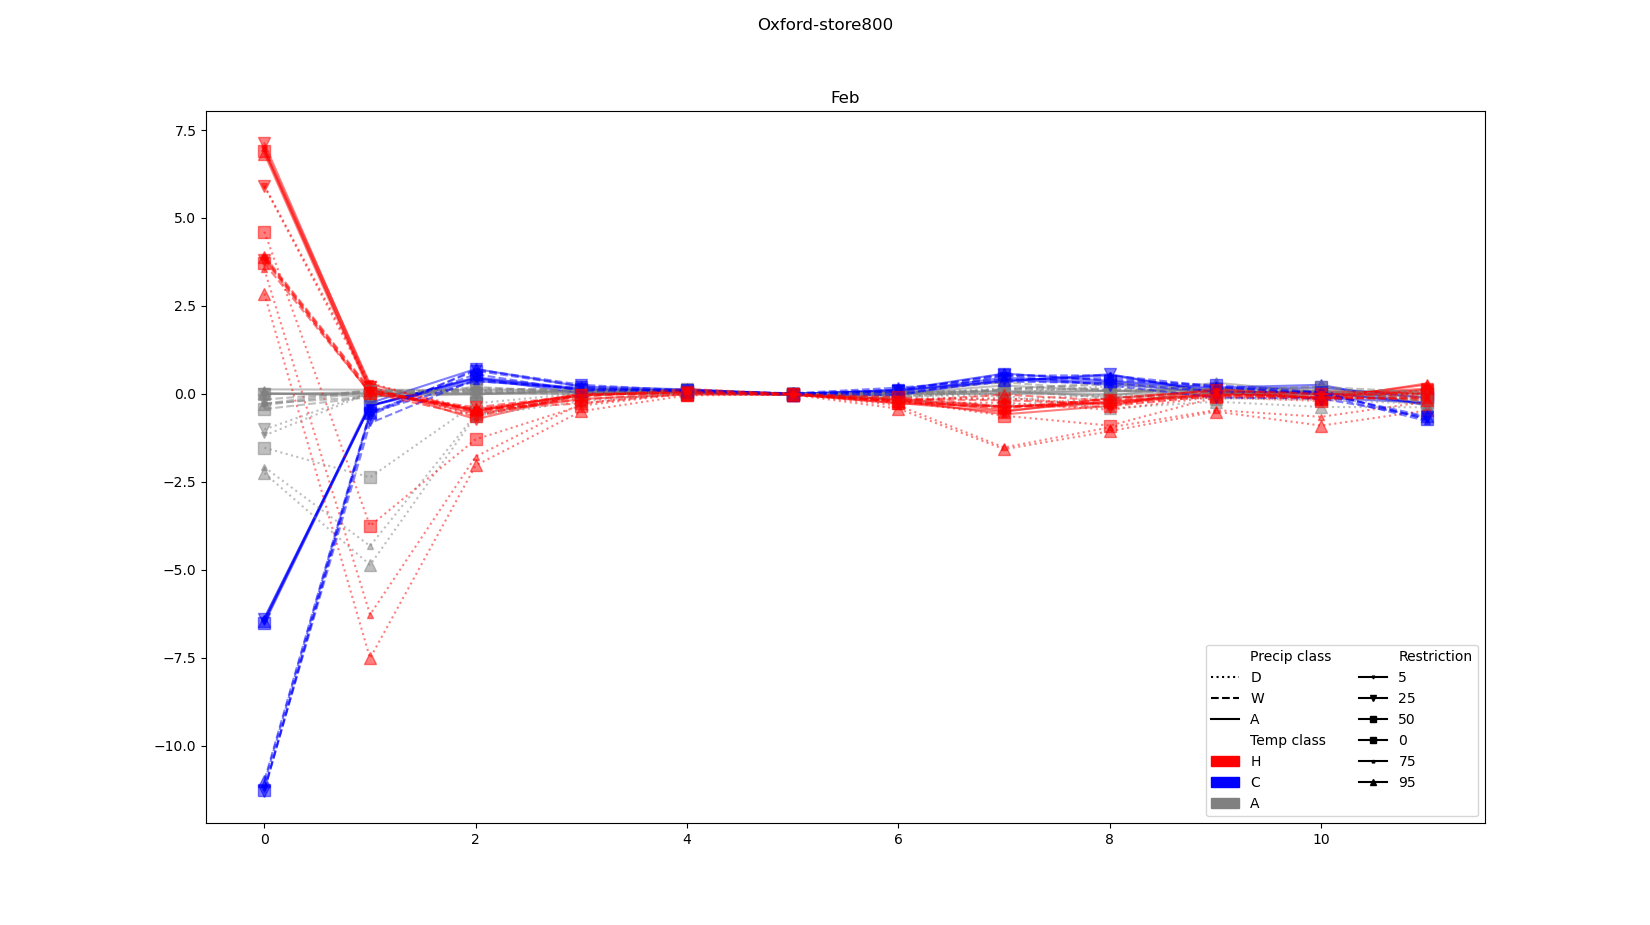 Oxford-store800
Feb
7.5
5.0
2.5
0.0
−2.5
−5.0
−7.5
−10.0
0
2
4
6
8
10
Precip class
D
W
A
Temp class
H
C
A
Restriction
5
25
50
0
75
95